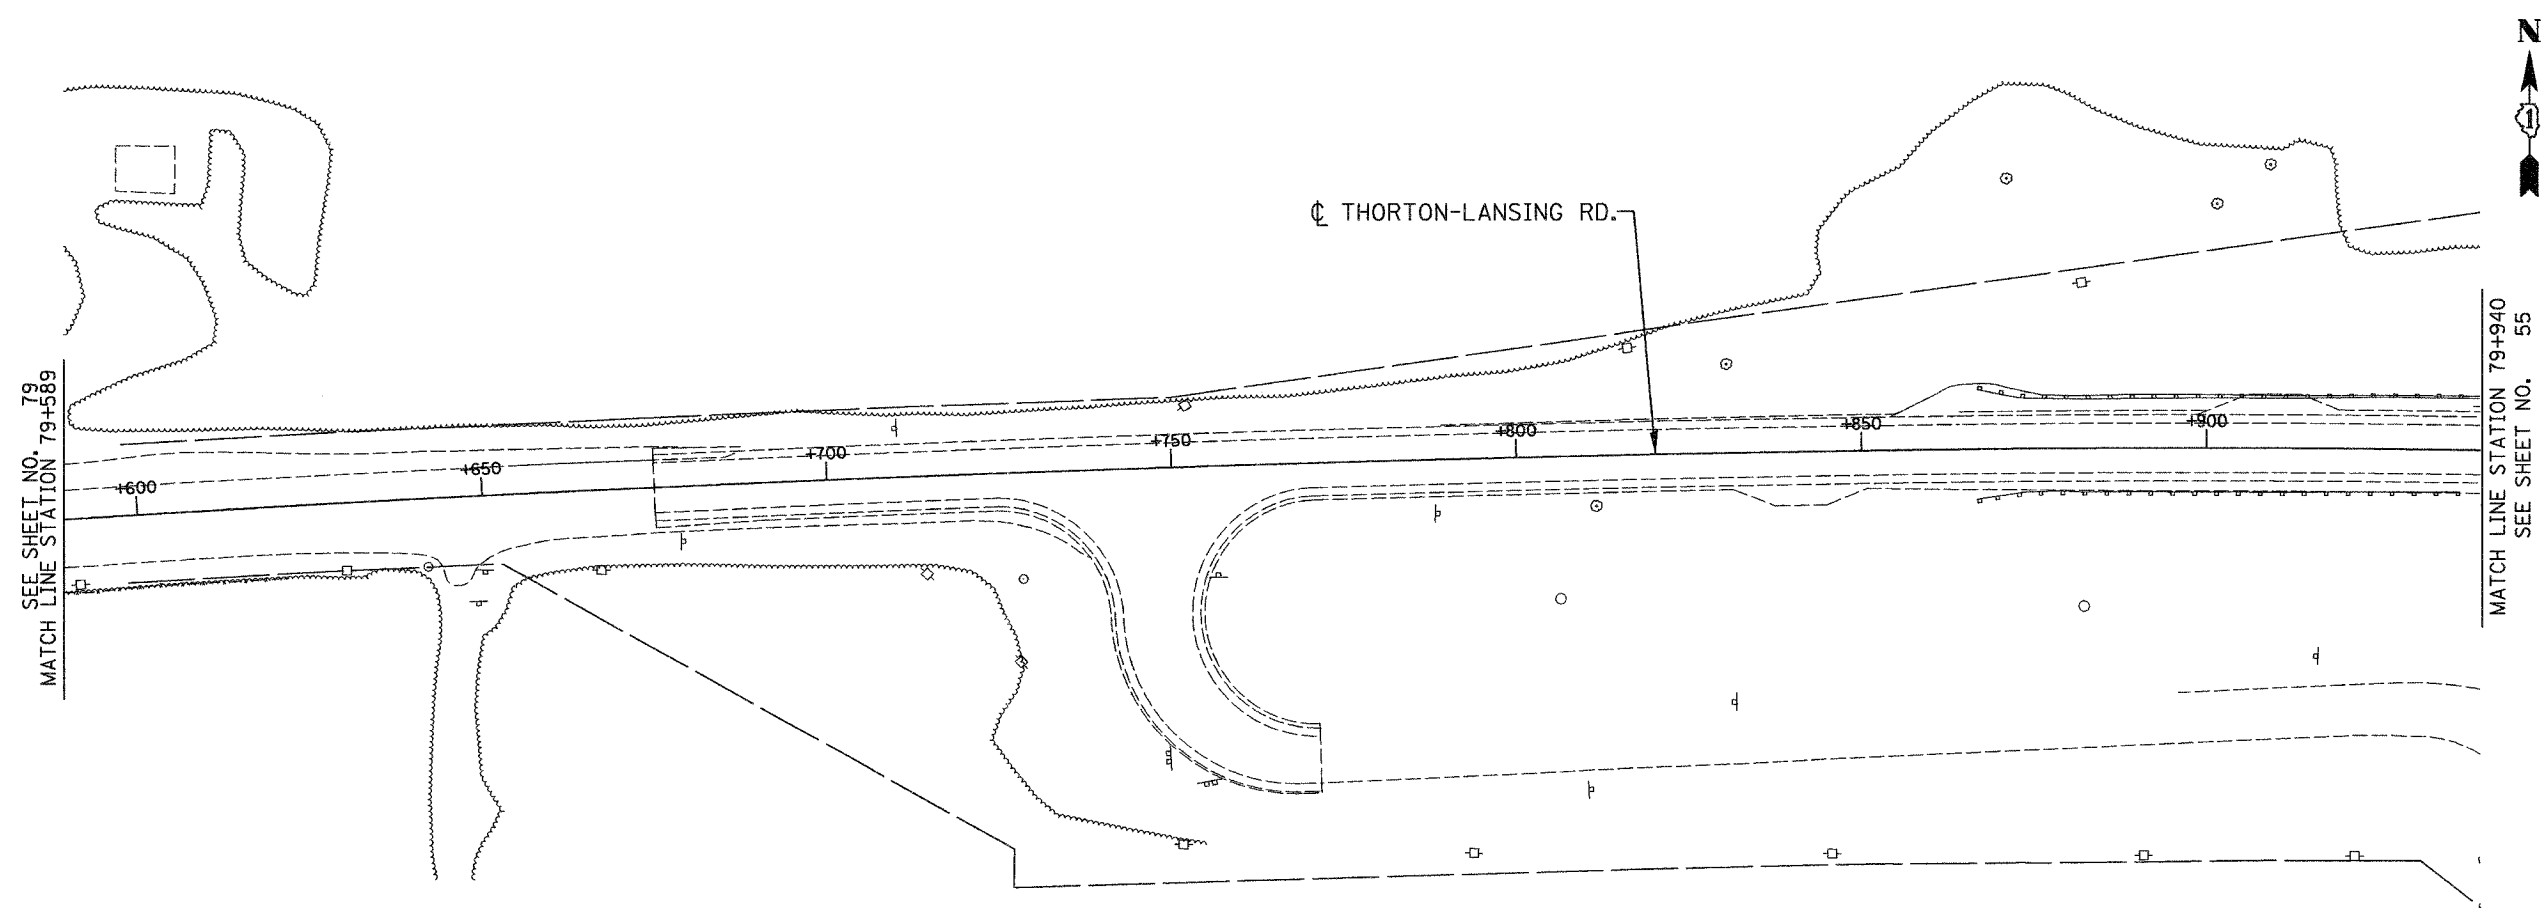 N
1
℄ THORTON-LANSING RD.
SEE SHEET NO. 79
MATCH LINE STATION 79+589
+600
+650
+700
+750
+800
+850
+900
MATCH LINE STATION 79+940
SEE SHEET NO. 55